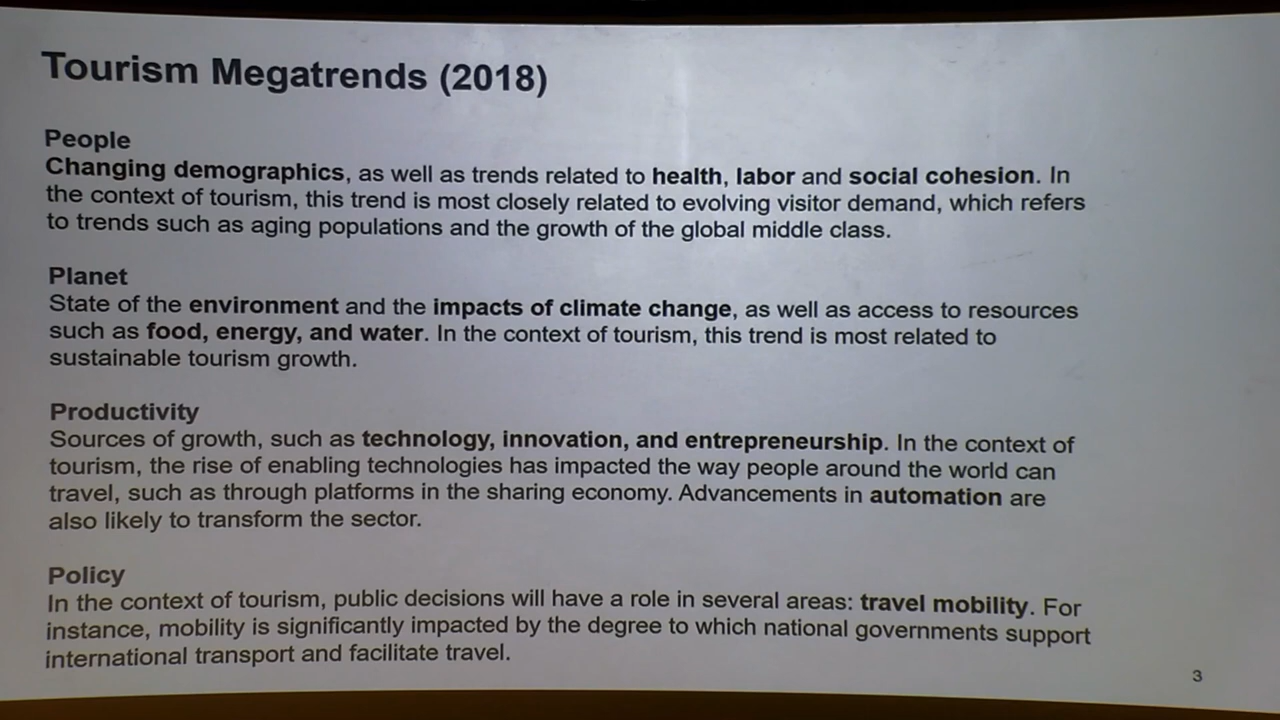 Tourism Megatrends (2018)
People
Changing demographics, as well as trends related to health, labor and social cohesion. In
the context of tourism, this trend is most closely related to evolving visitor demand, which refers
to trends such as aging populations and the growth of the global middle class.
Planet
State of the environment and the impacts of climate change, as well as access to resources
such as food, energy, and water. In the context of tourism, this trend is most related to
sustainable tourism growth.
Productivity
Sources of growth, such as technology, innovation, and entrepreneurship. In the context of
tourism, the rise of enabling technologies has impacted the way people around the world can
travel, such as through platforms in the sharing economy. Advancements in automation are
also likely to transform the sector.
Policy
In the context of tourism, public decisions will have a role in several areas: travel mobility. For
instance, mobility is significantly impacted by the degree to which national governments support
international transport and facilitate travel.
3